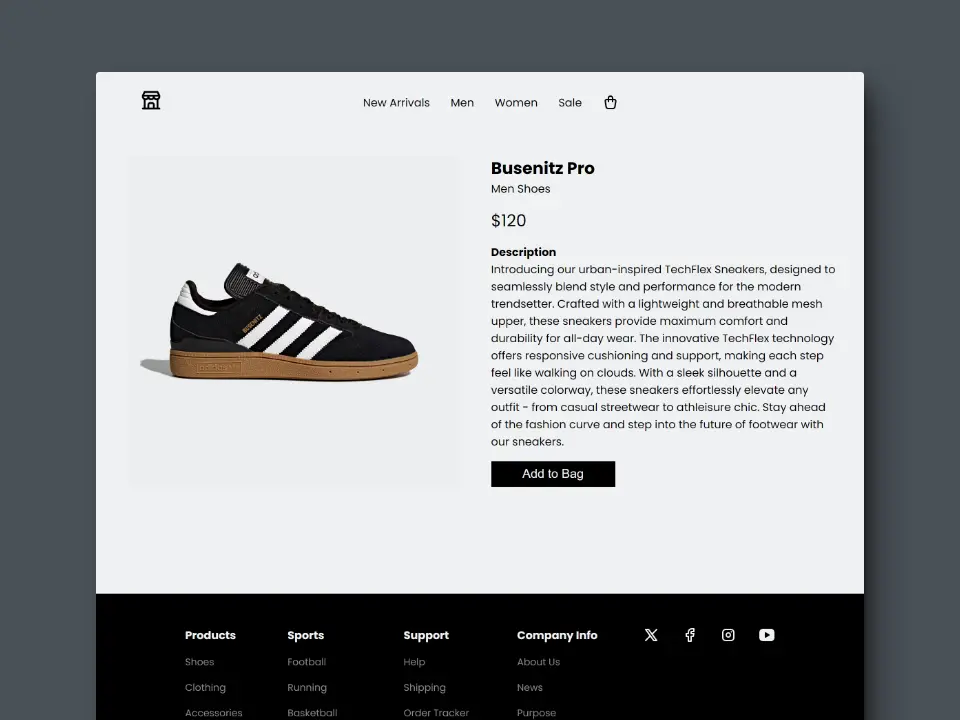 New Arrivals Men Women Sale
Busenitz Pro
Men Shoes
$120
Description
Introducing our urban-inspired TechFlex Sneakers, designed to
seamlessly blend style and performance for the modern
trendsetter. Crafted with a lightweight and breathable mesh
upper, these sneakers provide maximum comfort and
durability for all-day wear. The innovative TechFlex technology
offers responsive cushioning and support, making each step
feel like walking on clouds. With a sleek silhouette and a
versatile colorway, these sneakers effortlessly elevate any
outfit - from casual streetwear to athleisure chic. Stay ahead
of the fashion curve and step into the future of footwear with
our sneakers.
BUSENITZ
Add to Bag
Products Sports Support Company Info
Shoes Football Help About Us
Clothing Running Shipping News
Accessories Basketball Order Tracker Purpose